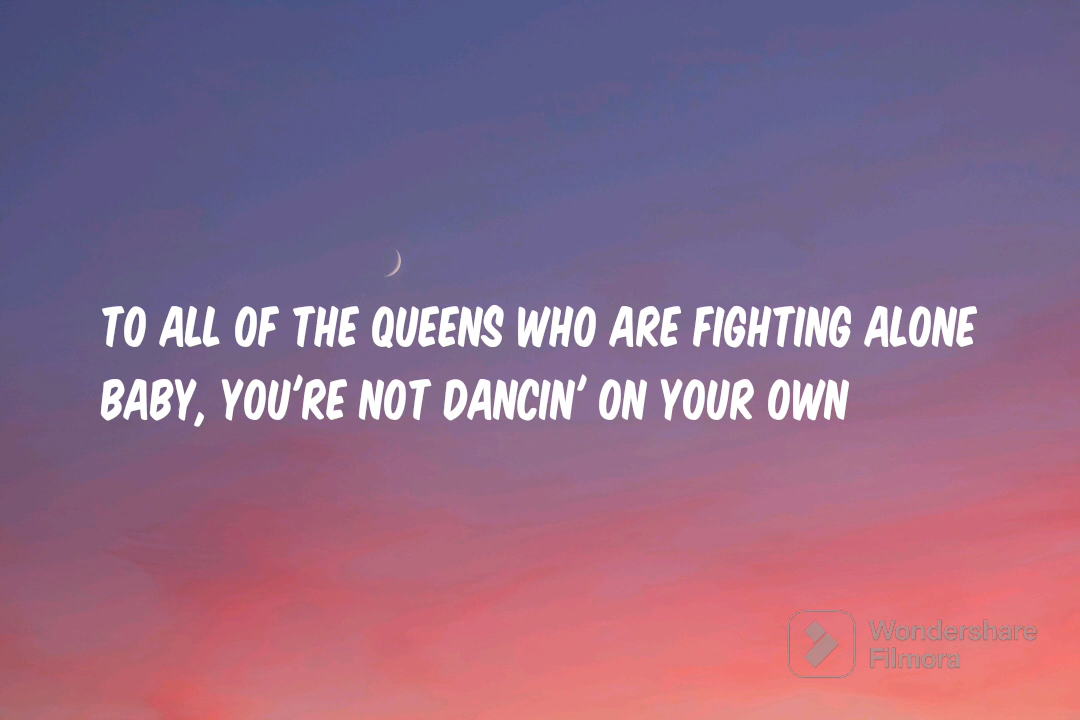 TO ALL OF THE QUEENS WHO ARE FIGHTING ALONE
BABY, YOU'RE NOT DANCIN' ON YOUR OWN
Wondershare
Filmora